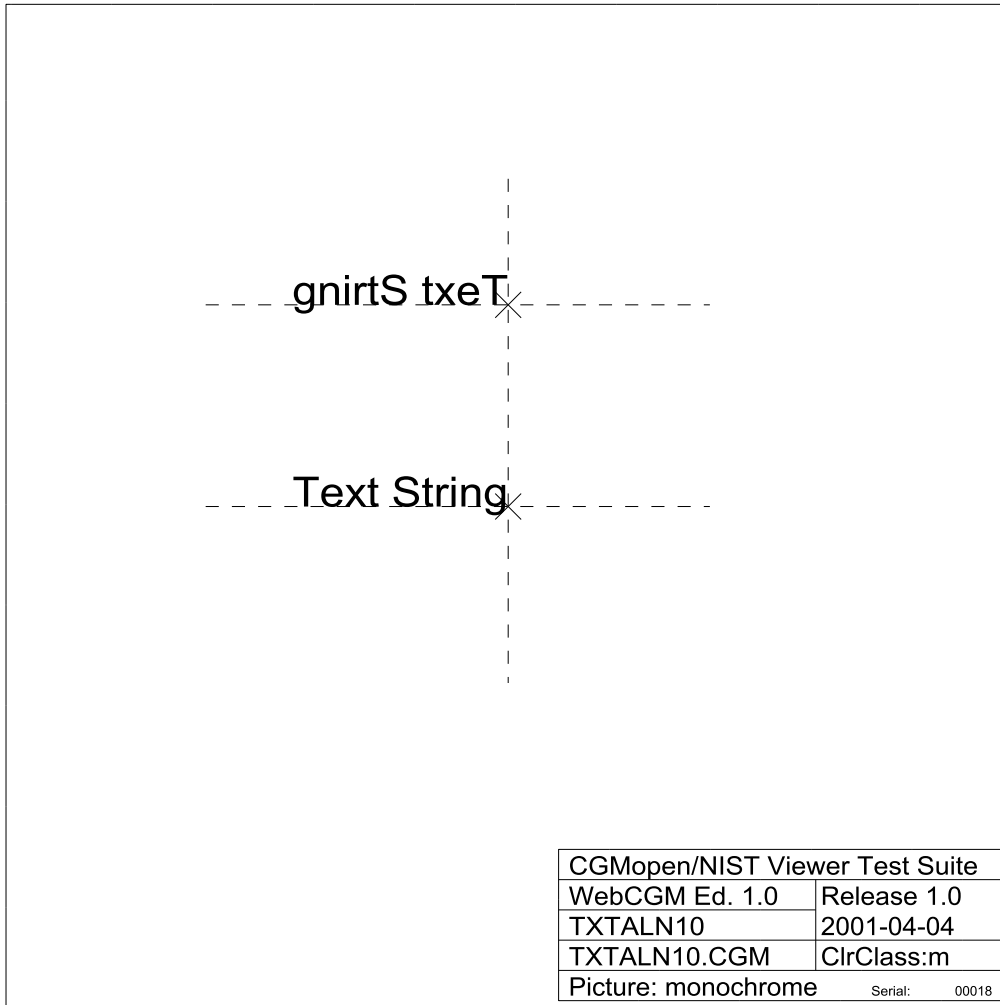 gnirtS txeT
Text String
CGMopen/NIST Viewer Test Suite
WebCGM Ed. 1.0 Release 1.0
TXTALN10 2001-04-04
TXTALN10.CGM ClrClass:m
Picture: monochrome Serial: 00018